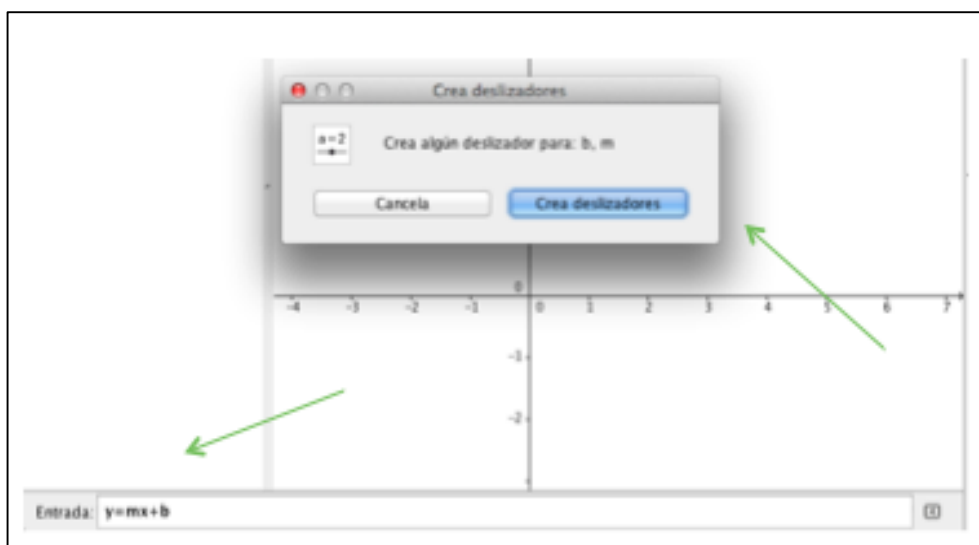 Crea deslizadores
a=2
Crea algún deslizador para: b, m
Cancela
Crea deslizadores
0
-4 -3 -2 -1 0 1 2 3 4 5 6 7
-1
-2
Entrada: y=mx+b